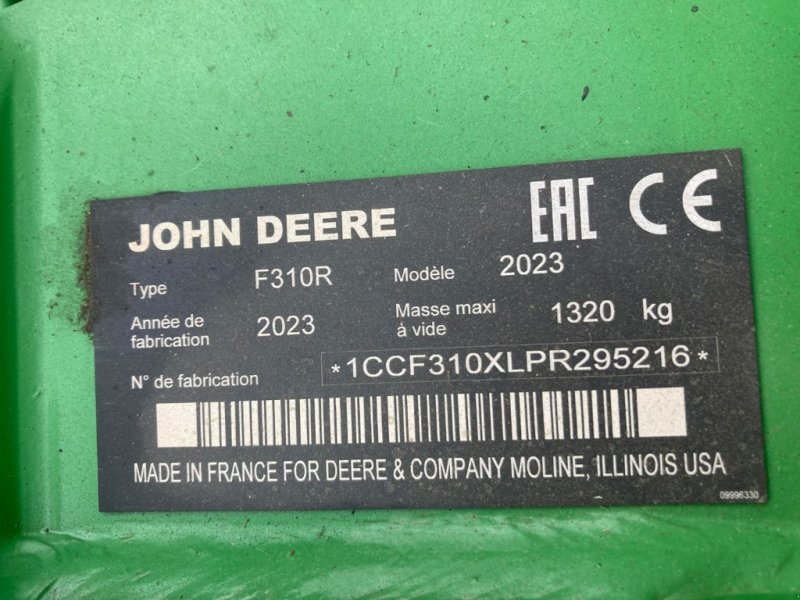 JOHN DEERE EAC CE
Type F310R Modèle 2023
Année de fabrication 2023 Masse maxi à vide 1320 kg
N° de fabrication *1CCF310XLPR295216*
MADE IN FRANCE FOR DEERE & COMPANY MOLINE, ILLINOIS USA
09996330